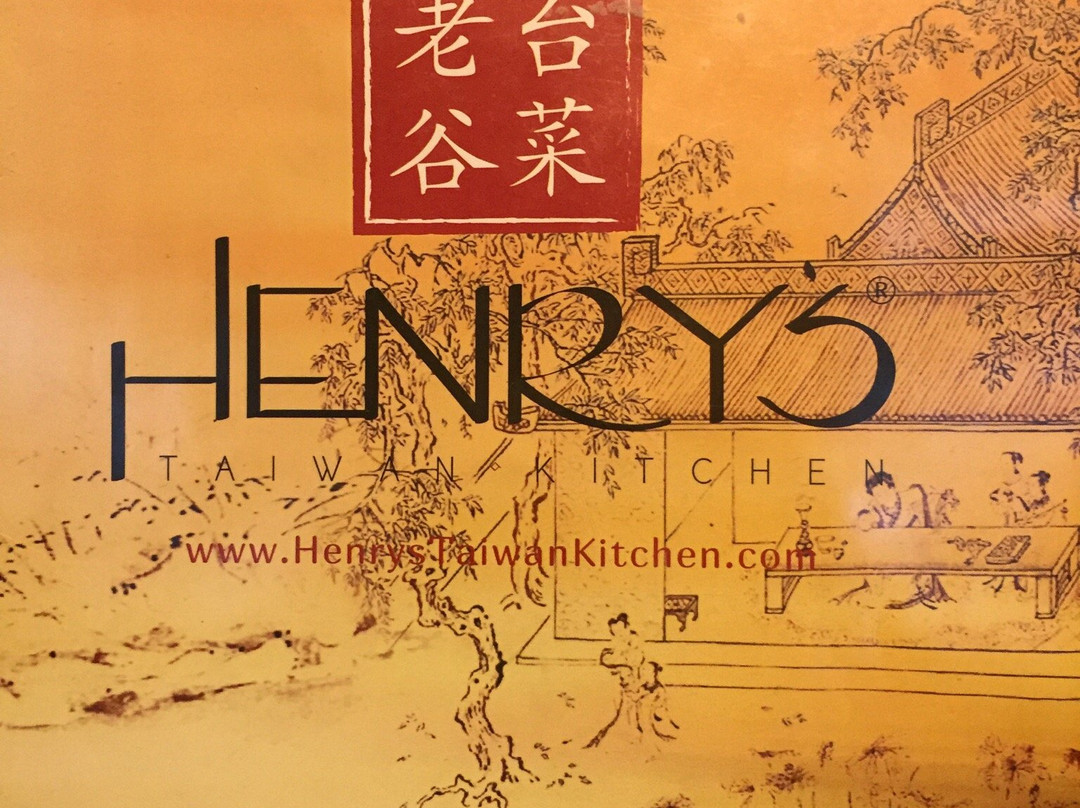 老谷
台菜
HENRY'S®
TAIWAN KITCHEN
www.HenrysTaiwanKitchen.com